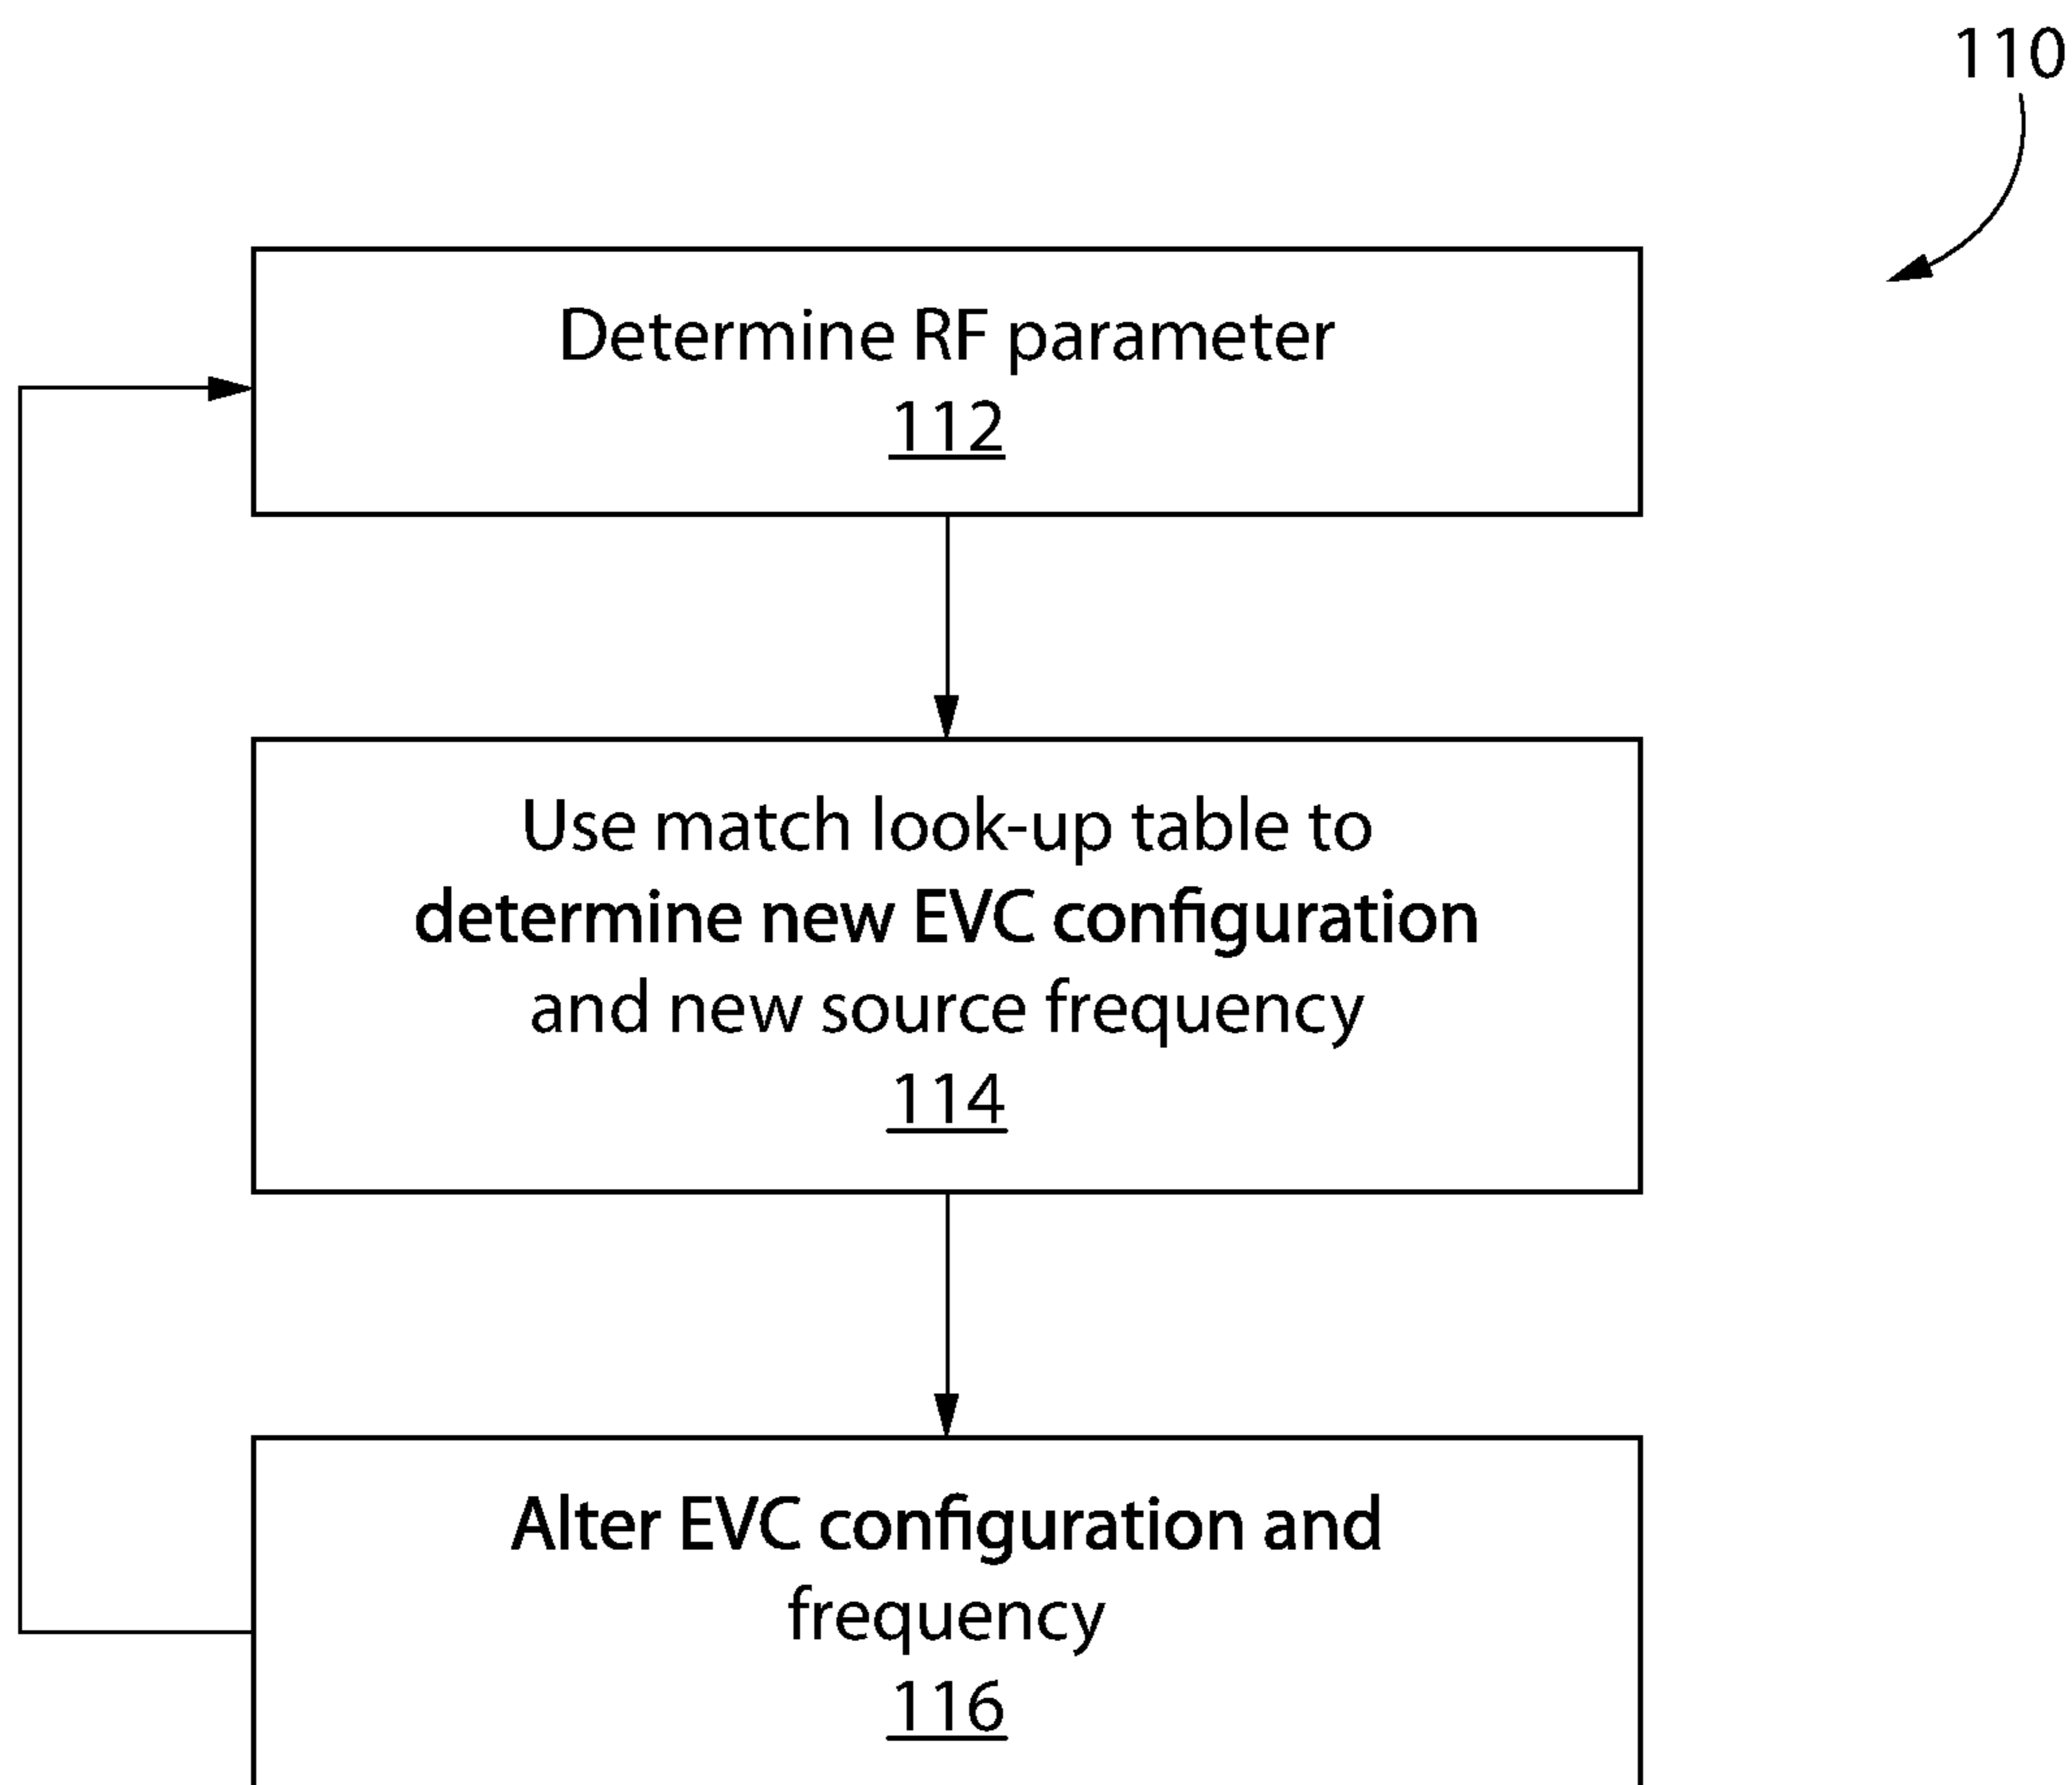 110
Determine RF parameter
112
Use match look-up table to
determine new EVC configuration
and new source frequency
114
Alter EVC configuration and
frequency
116